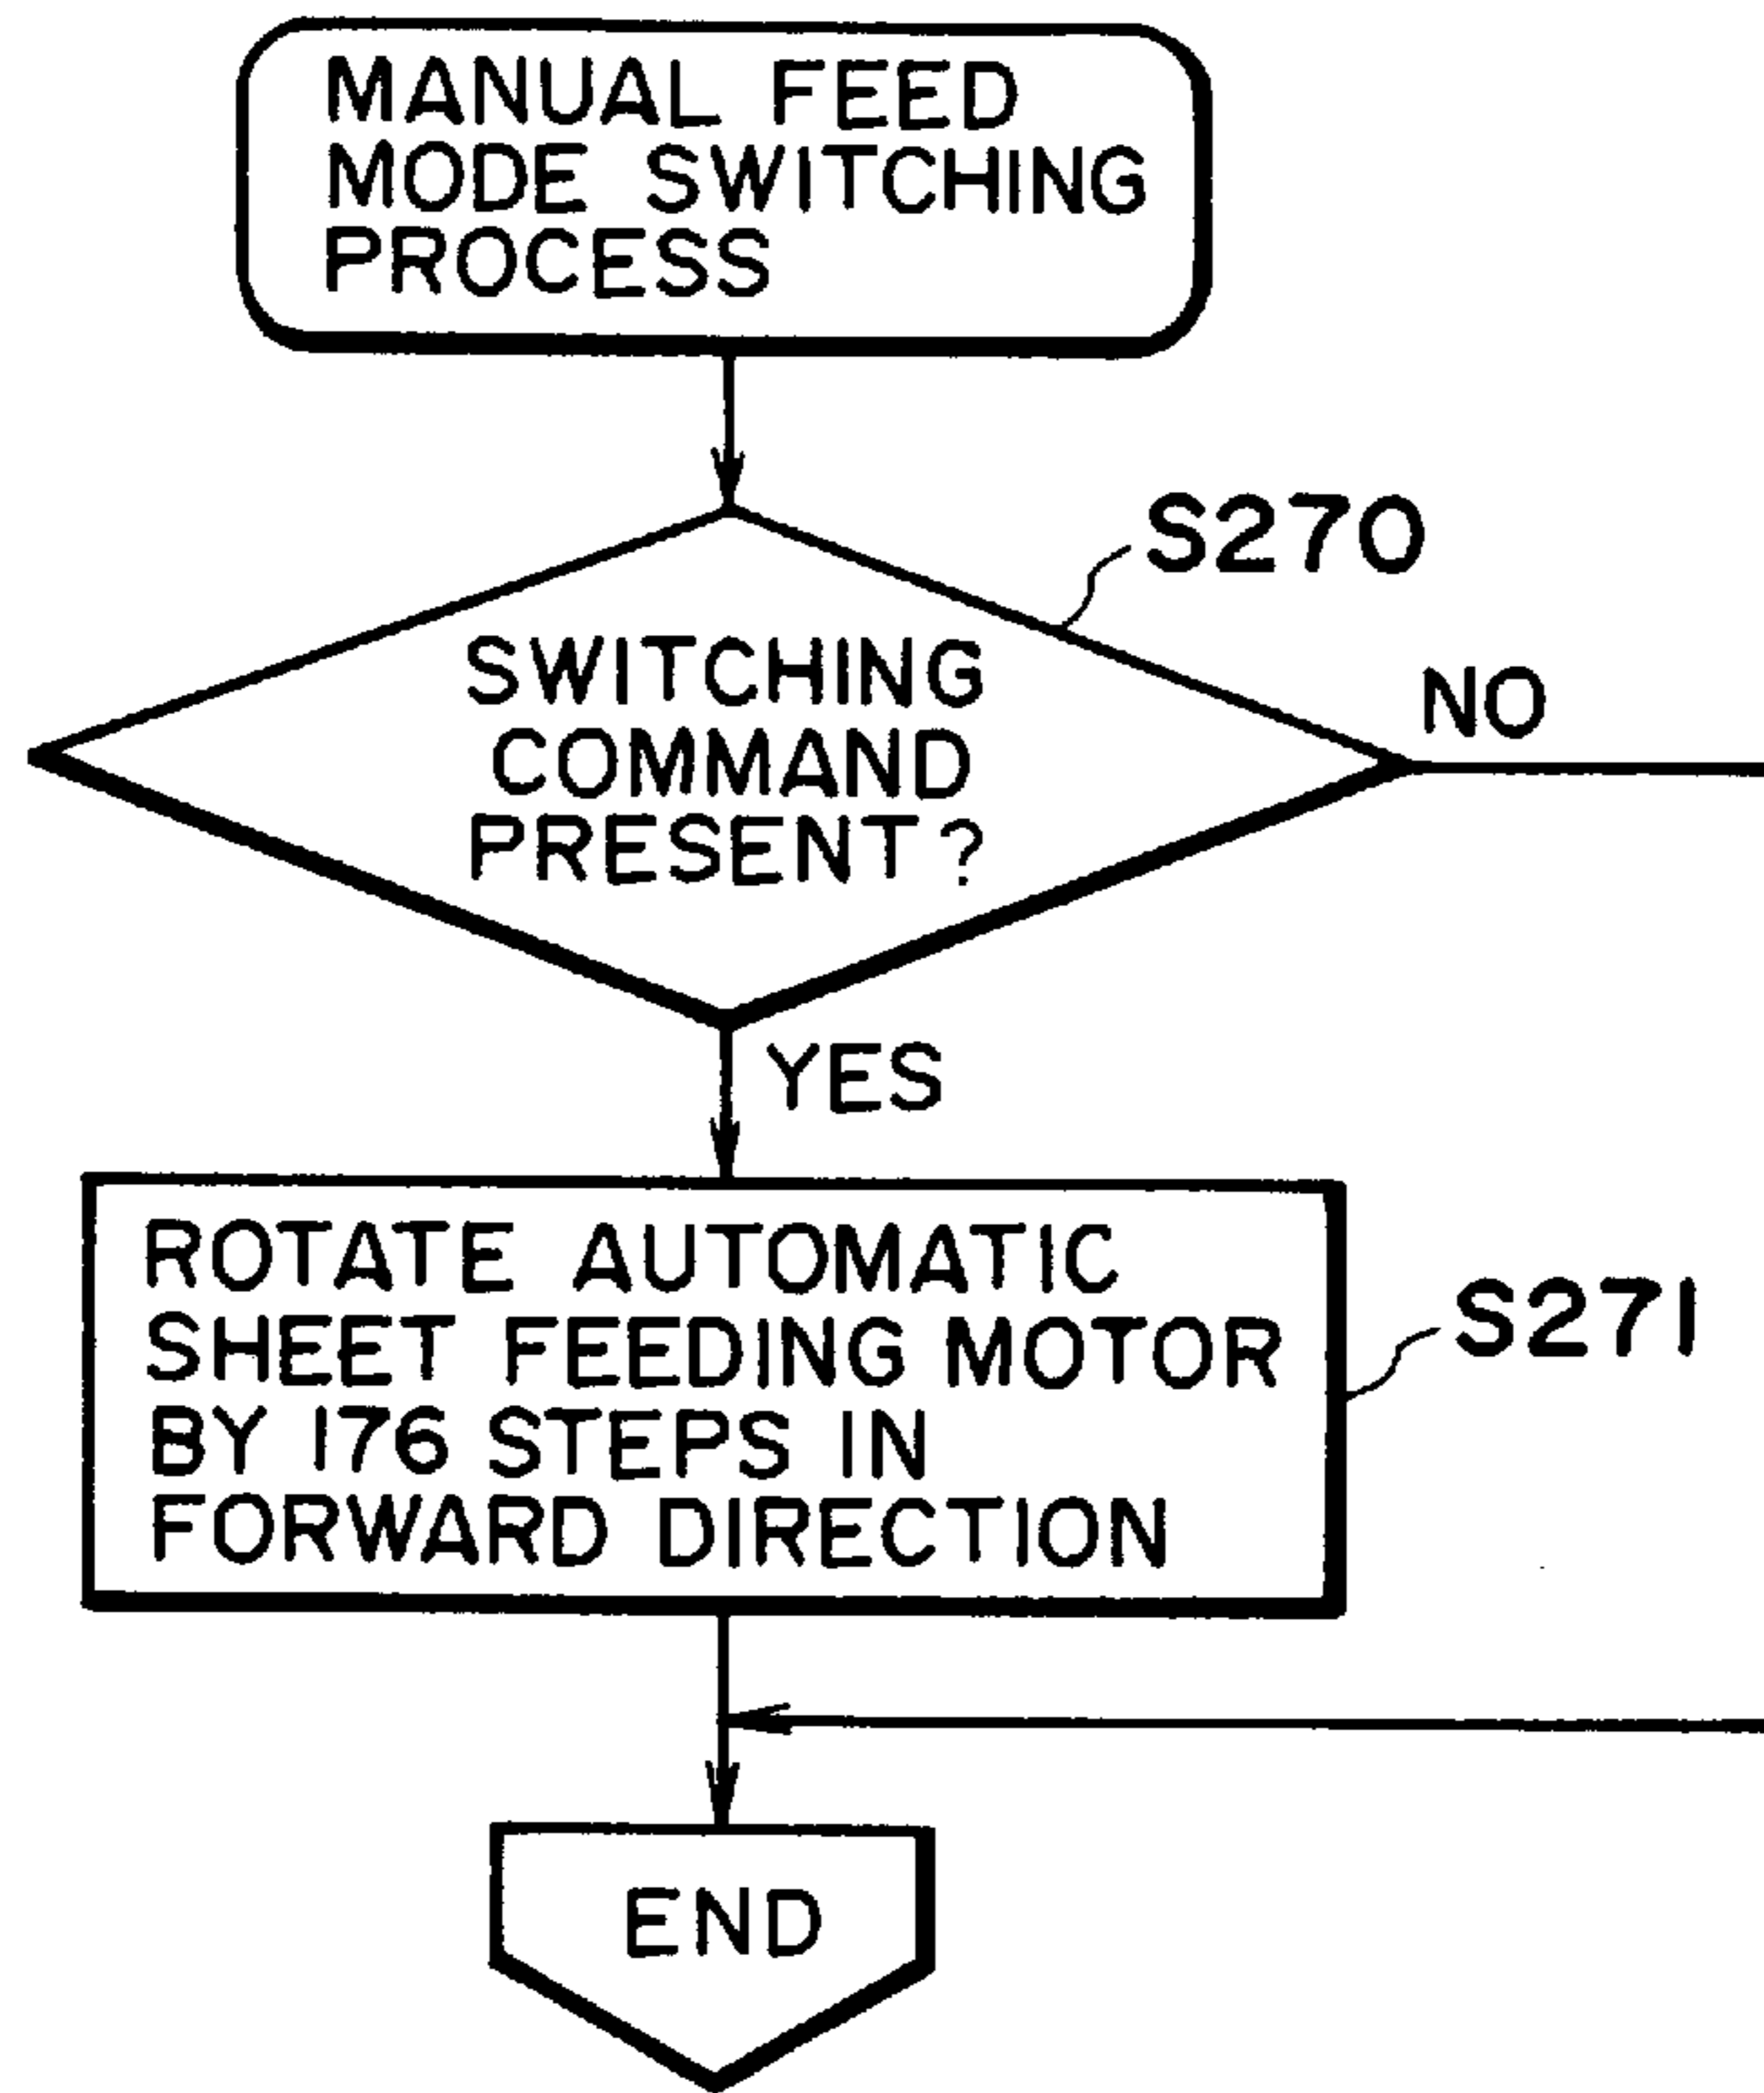 MANUAL FEED
MODE SWITCHING
PROCESS
S270
SWITCHING
COMMAND
PRESENT?
NO
YES
ROTATE AUTOMATIC
SHEET FEEDING MOTOR
BY 176 STEPS IN
FORWARD DIRECTION
S271
END